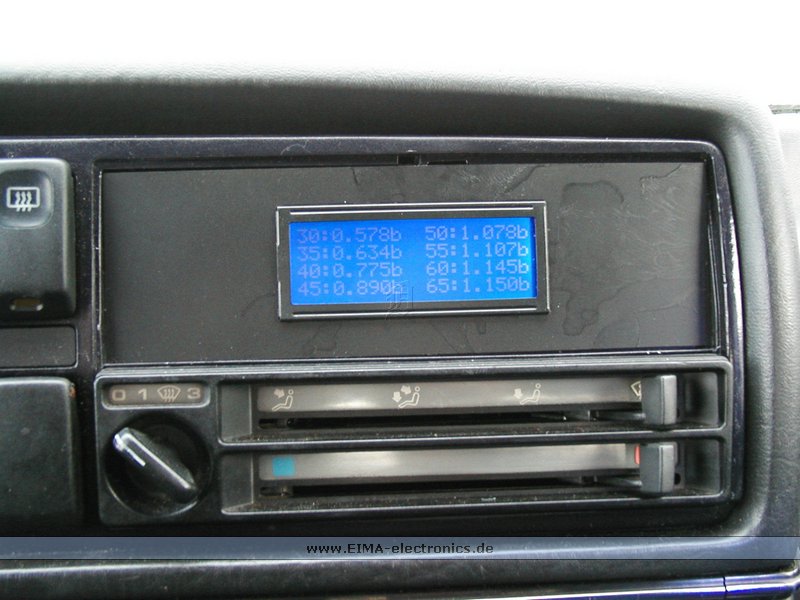 30:0.578b 50:1.078b
35:0.634b 55:1.107b
40:0.775b 60:1.145b
45:0.890b 65:1.150b
0 1 3
www.EIMA-electronics.de